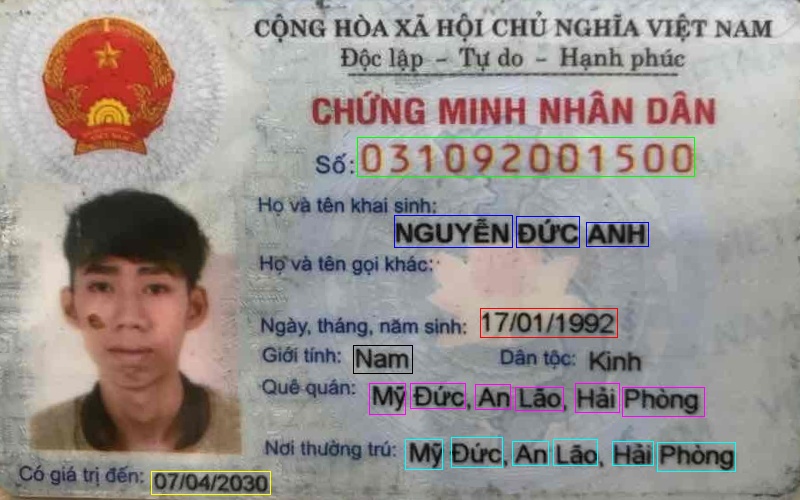 CỘNG HÒA XÃ HỘI CHỦ NGHĨA VIỆT NAM
Độc lập - Tự do - Hạnh phúc
CHỨNG MINH NHÂN DÂN
Số: 031092001500
Họ và tên khai sinh:
NGUYỄN ĐỨC ANH
Họ và tên gọi khác:
Ngày, tháng, năm sinh: 17/01/1992
Giới tính: Nam Dân tộc: Kinh
Quê quán: Mỹ Đức, An Lão, Hải Phòng
Nơi thường trú: Mỹ Đức, An Lão, Hải Phòng
Có giá trị đến: 07/04/2030